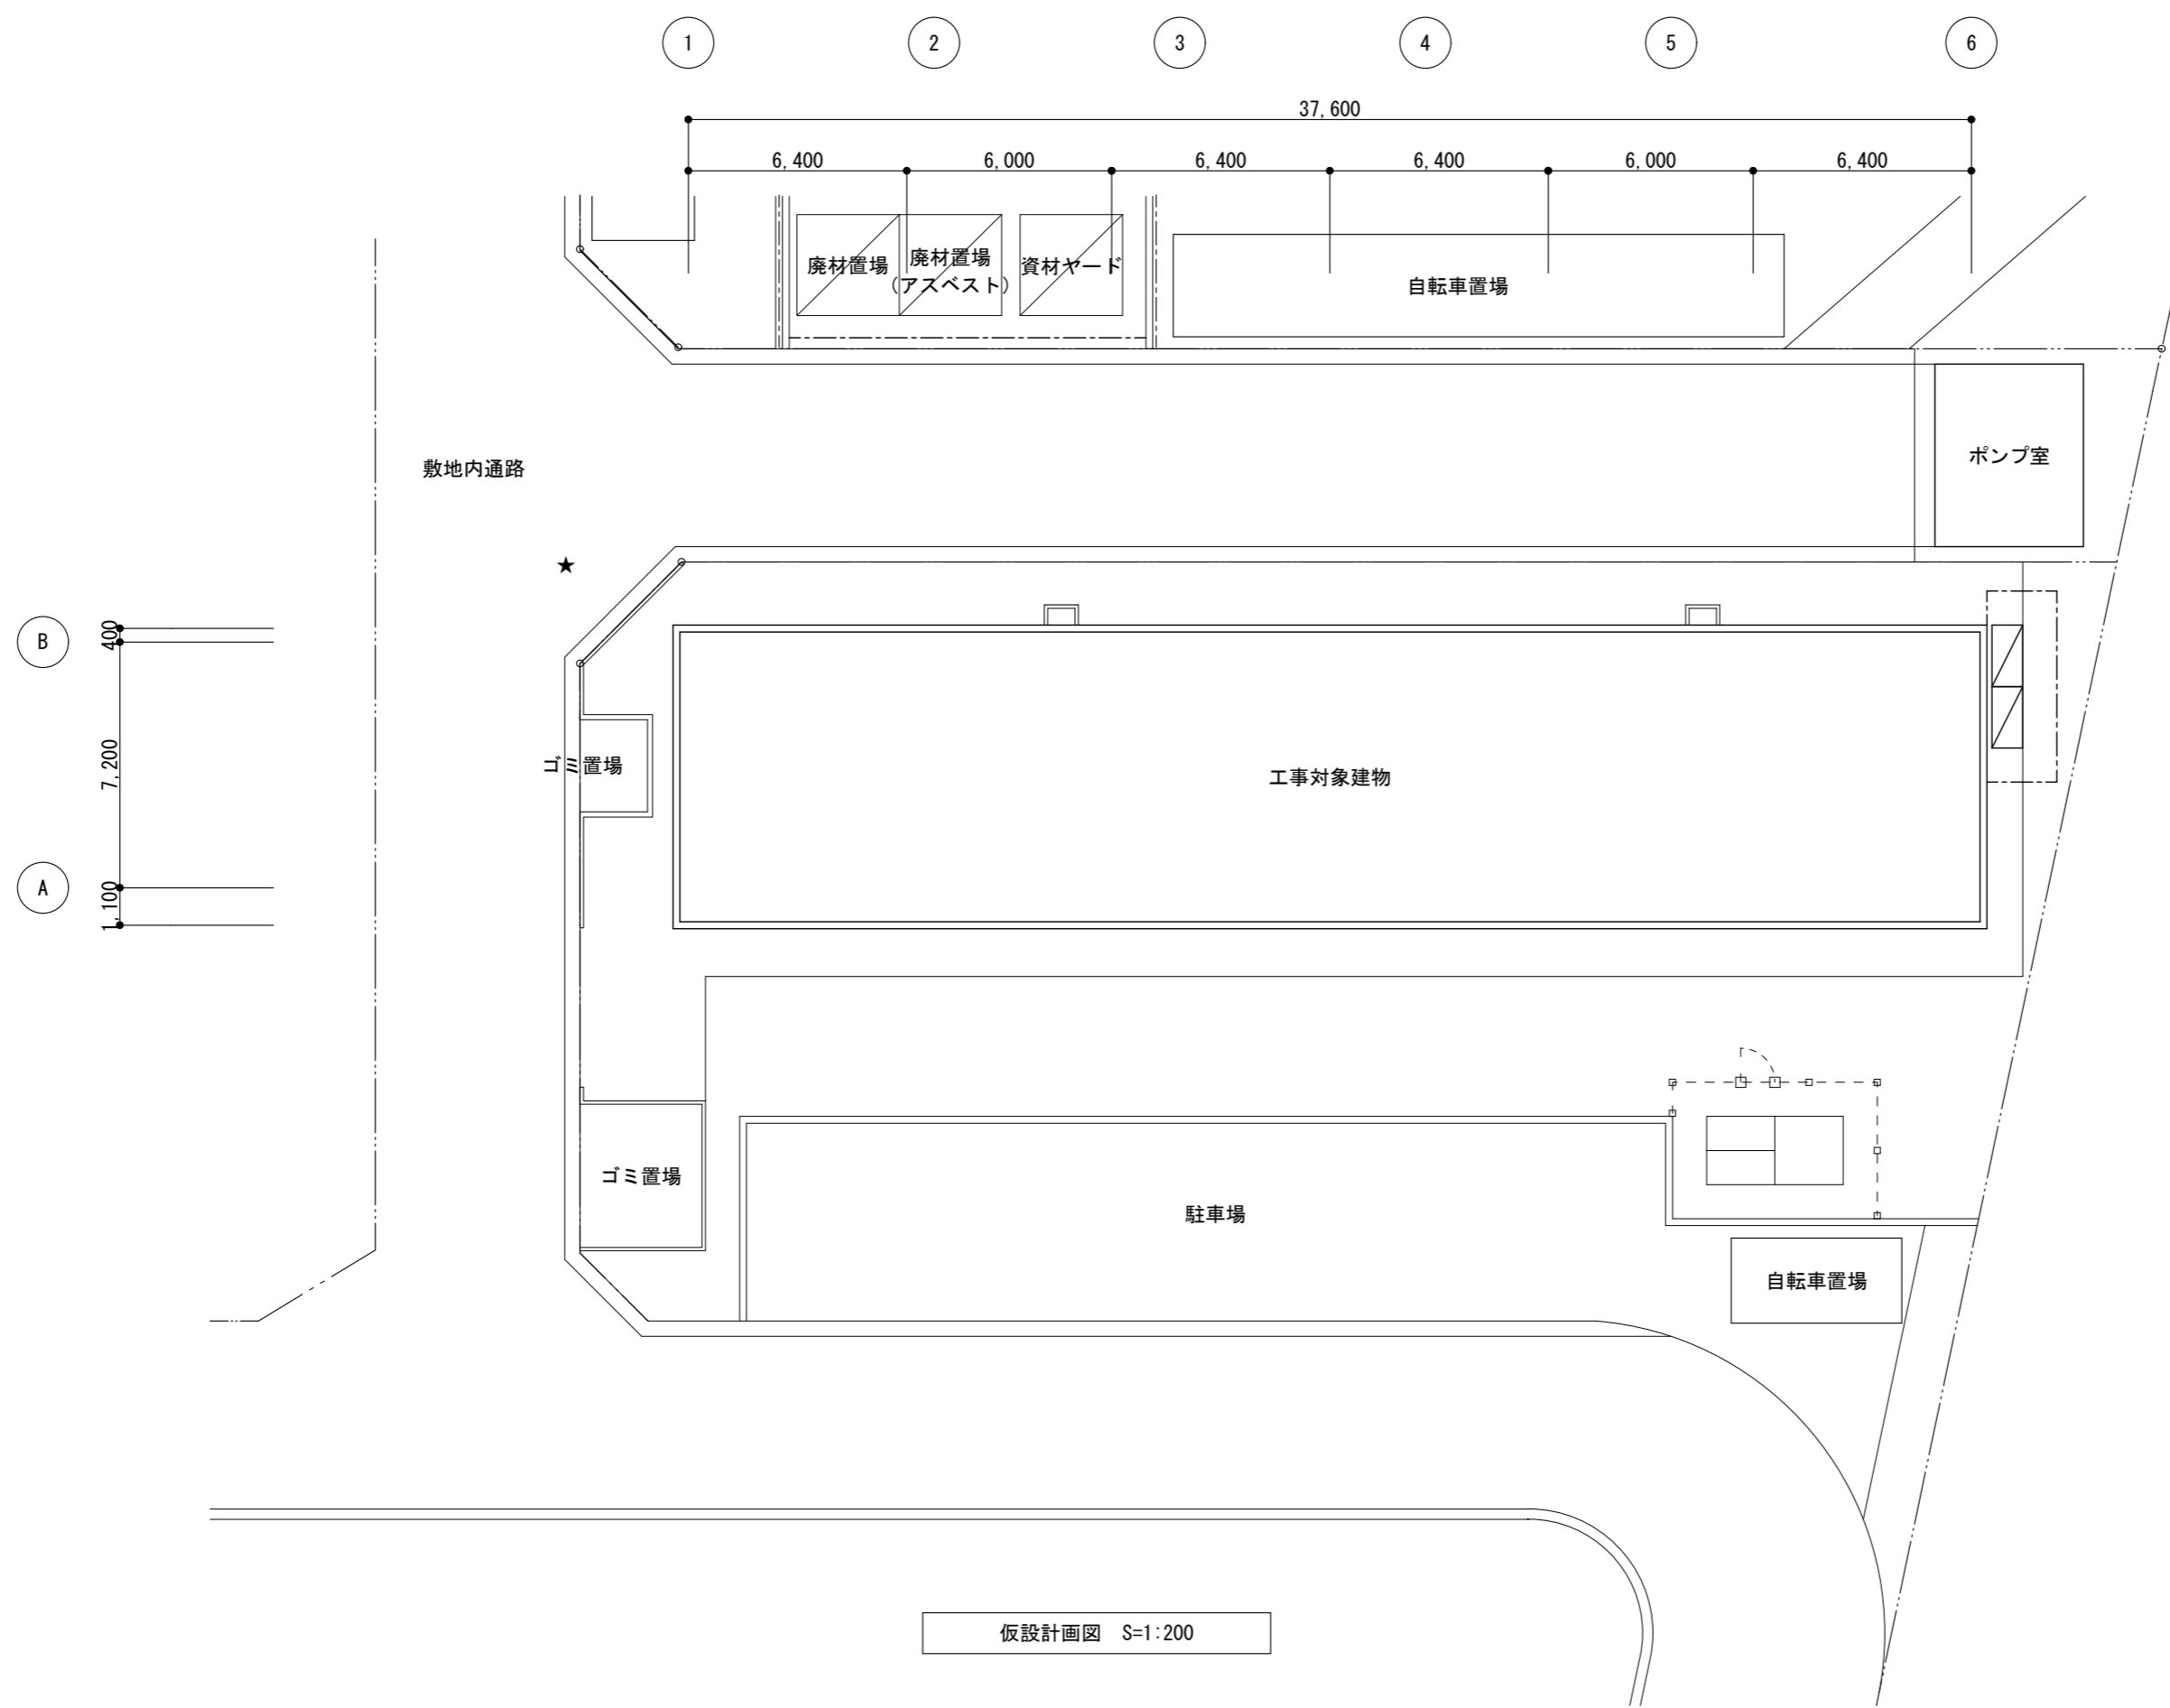 1 2 3 4 5 6
37,600
6,400 6,000 6,400 6,400 6,000 6,400
廃材置場
廃材置場
(アスベスト)
資材ヤード
自転車置場
敷地内通路
ポンプ室
★
B
400
7,200
ゴミ置場
工事対象建物
A
1,100
ゴミ置場
駐車場
自転車置場
仮設計画図 S=1:200